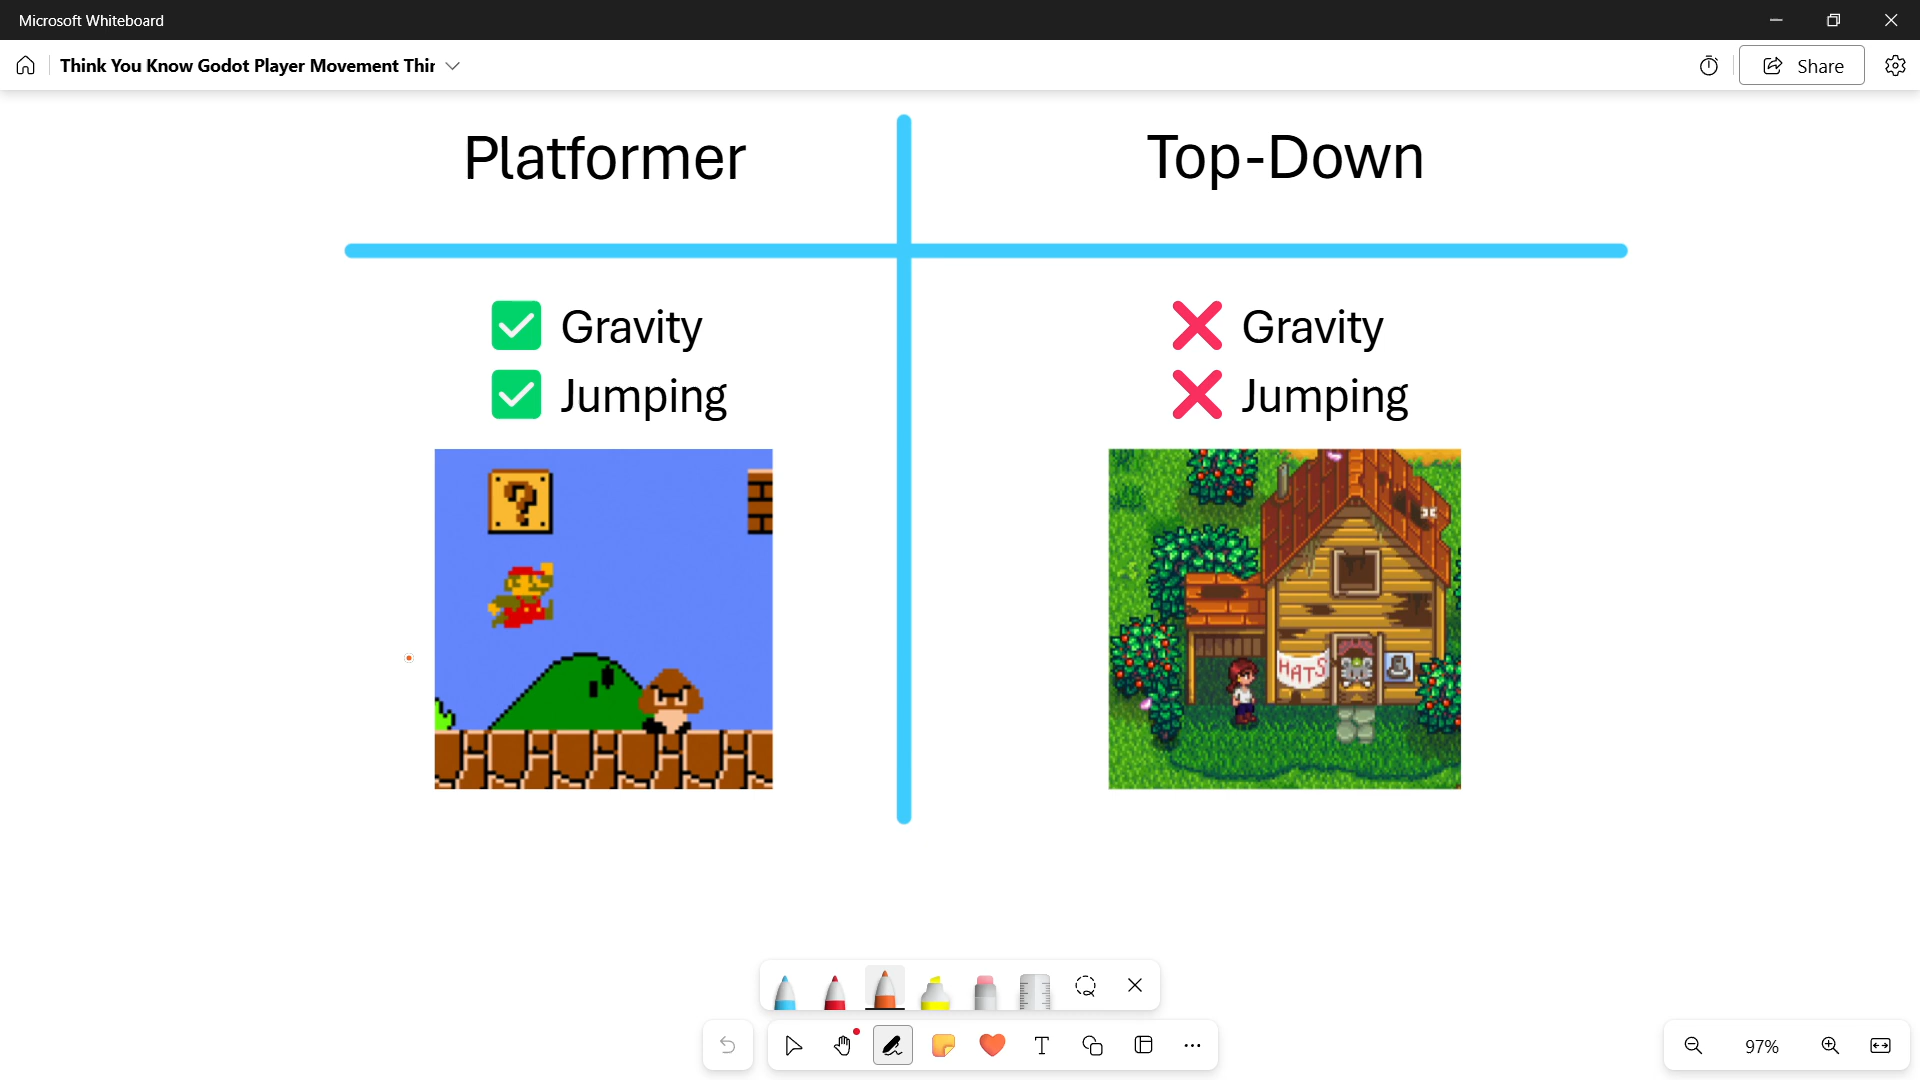 Microsoft Whiteboard
Think You Know Godot Player Movement Thir
Share
Platformer
Top-Down
✅ Gravity
✅ Jumping
❌ Gravity
❌ Jumping
?
HATS
97%